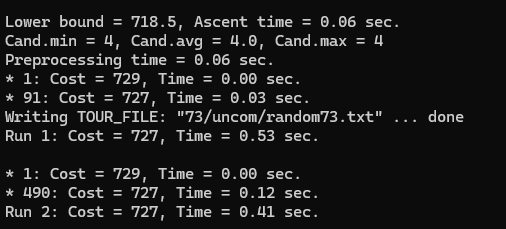 Lower bound = 718.5, Ascent time = 0.06 sec.
Cand.min = 4, Cand.avg = 4.0, Cand.max = 4
Preprocessing time = 0.06 sec.
* 1: Cost = 729, Time = 0.00 sec.
* 91: Cost = 727, Time = 0.03 sec.
Writing TOUR_FILE: "73/uncom/random73.txt" ... done
Run 1: Cost = 727, Time = 0.53 sec.

* 1: Cost = 729, Time = 0.00 sec.
* 490: Cost = 727, Time = 0.12 sec.
Run 2: Cost = 727, Time = 0.41 sec.